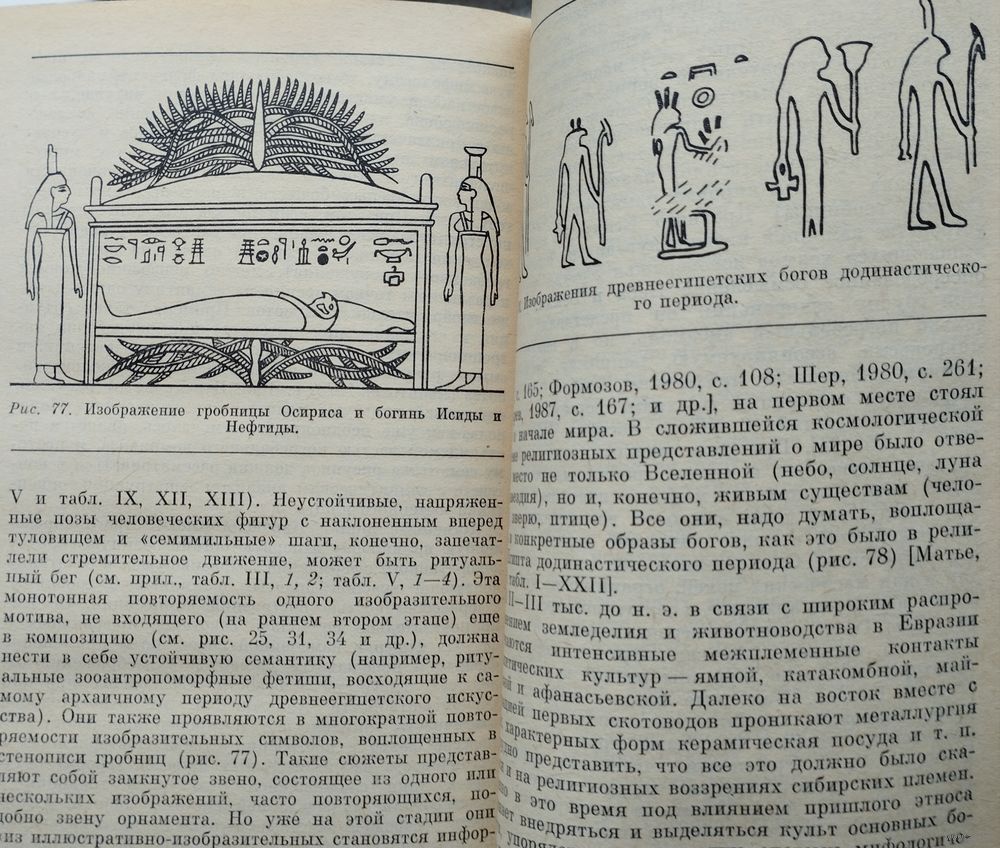 Рис. 77. Изображение гробницы Осириса и богинь Исиды и
Нефтиды.
V и табл. IX, XII, XIII). Неустойчивые, напряжен-
ные позы человеческих фигур с наклоненным вперед
туловищем и «семимильные» шаги, конечно, запечат-
лели стремительное движение, может быть ритуаль-
ный бег (см. прил., табл. III, 1, 2; табл. V, 1—4). Эта
монотонная повторяемость одного изобразительного
мотива, не входящего (на раннем втором этапе) еще
в композицию (см. рис. 25, 31, 34 и др.), должна
нести в себе устойчивую семантику (например, риту-
альные зооантропоморфные фетиши, восходящие к са-
мому архаичному периоду древнеегипетского искус-
ства). Они также проявляются в многократной повто-
ряемости изобразительных символов, воплощенных в
стенописи гробниц (рис. 77). Такие сюжеты представ-
ляют собой замкнутое звено, состоящее из одного или
нескольких изображений, часто повторяющихся, по-
добно звену орнамента. Но уже на этой стадии они
из иллюстративно-изобразительных становятся инфор-
Изображения древнеегипетских богов додинастическо-
го периода.
с. 165; Формозов, 1980, с. 108; Шер, 1980, с. 261;
1987, с. 167; и др.], на первом месте стоял
начале мира. В сложившейся космологической
религиозных представлений о мире было отве-
место не только Вселенной (небо, солнце, луна
но и, конечно, живым существам (чело-
зверю, птице). Все они, надо думать, воплоща-
конкретные образы богов, как это было в рели-
додинастического периода (рис. 78) [Матье,
табл. I—XXII].
II—III тыс. до н. э. в связи с широким распро-
земледелия и животноводства в Евразии
интенсивные межплеменные контакты
культур — ямной, катакомбной, май-
и афанасьевской. Далеко на восток вместе с
первых скотоводов проникают металлургия
характерных форм керамическая посуда и т. п.
представить, что все это должно было ска-
и на религиозных воззрениях сибирских племен.
в это время под влиянием пришлого этноса
внедряться и выделяться культ основных бо-